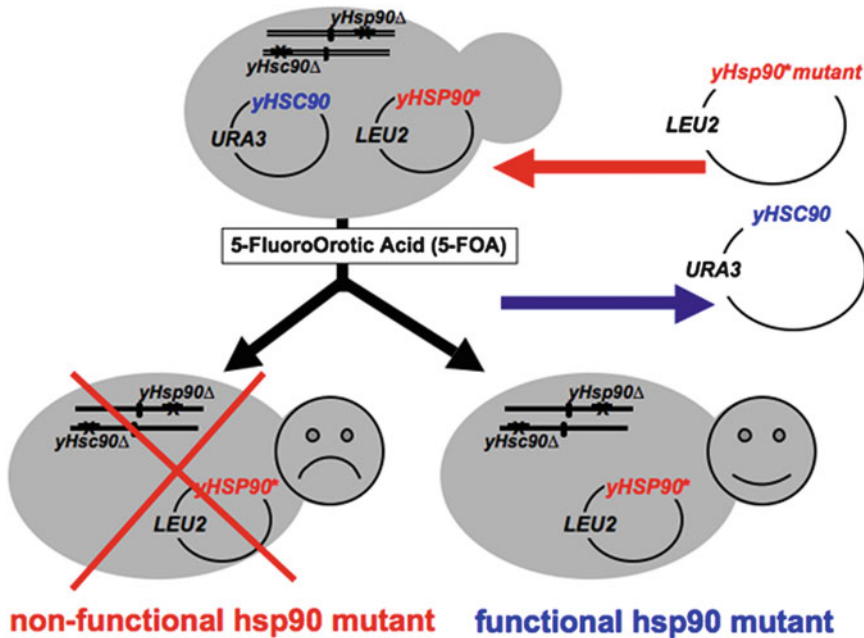 yHsp90Δ
yHsc90Δ
yHSC90
URA3
yHSP90*
LEU2
yHsp90*mutant
LEU2
yHSC90
URA3
5-FluoroOrotic Acid (5-FOA)
yHsp90Δ
yHsc90Δ
yHSP90*
LEU2
yHsp90Δ
yHsc90Δ
yHSP90*
LEU2
non-functional hsp90 mutant
functional hsp90 mutant